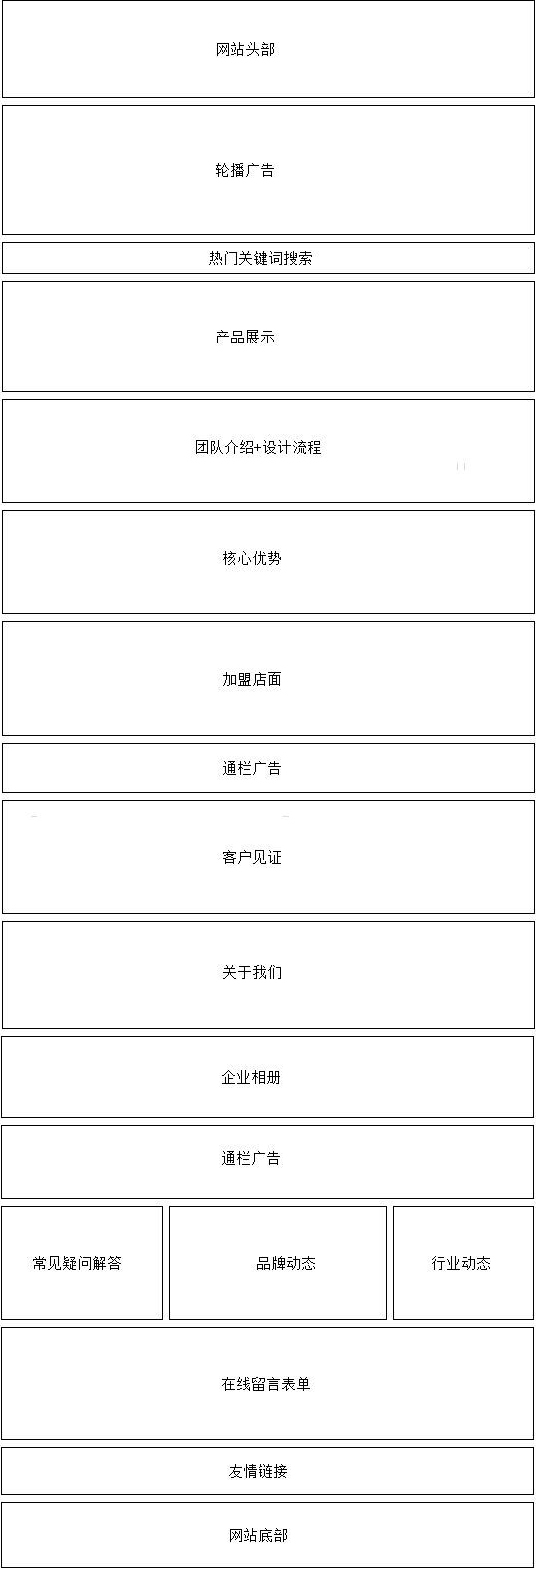 网站头部
轮播广告
热门关键词搜索
产品展示
团队介绍+设计流程
核心优势
加盟店面
通栏广告
客户见证
关于我们
企业相册
通栏广告
常见疑问解答
品牌动态
行业动态
在线留言表单
友情链接
网站底部